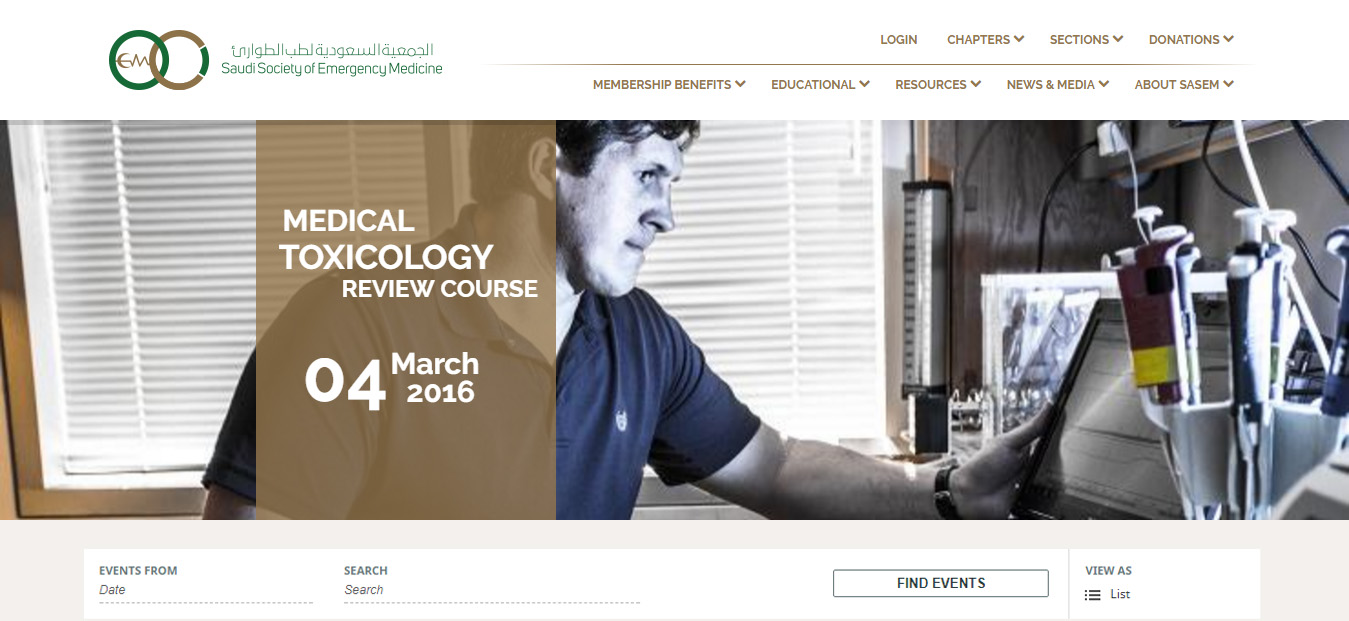 الجمعية السعودية لطب الطوارئ
EM
Saudi Society of Emergency Medicine
LOGIN CHAPTERS SECTIONS DONATIONS
MEMBERSHIP BENEFITS EDUCATIONAL RESOURCES NEWS & MEDIA ABOUT SASEM
MEDICAL
TOXICOLOGY
REVIEW COURSE
04 March
2016
EVENTS FROM SEARCH VIEW AS
Date Search FIND EVENTS List